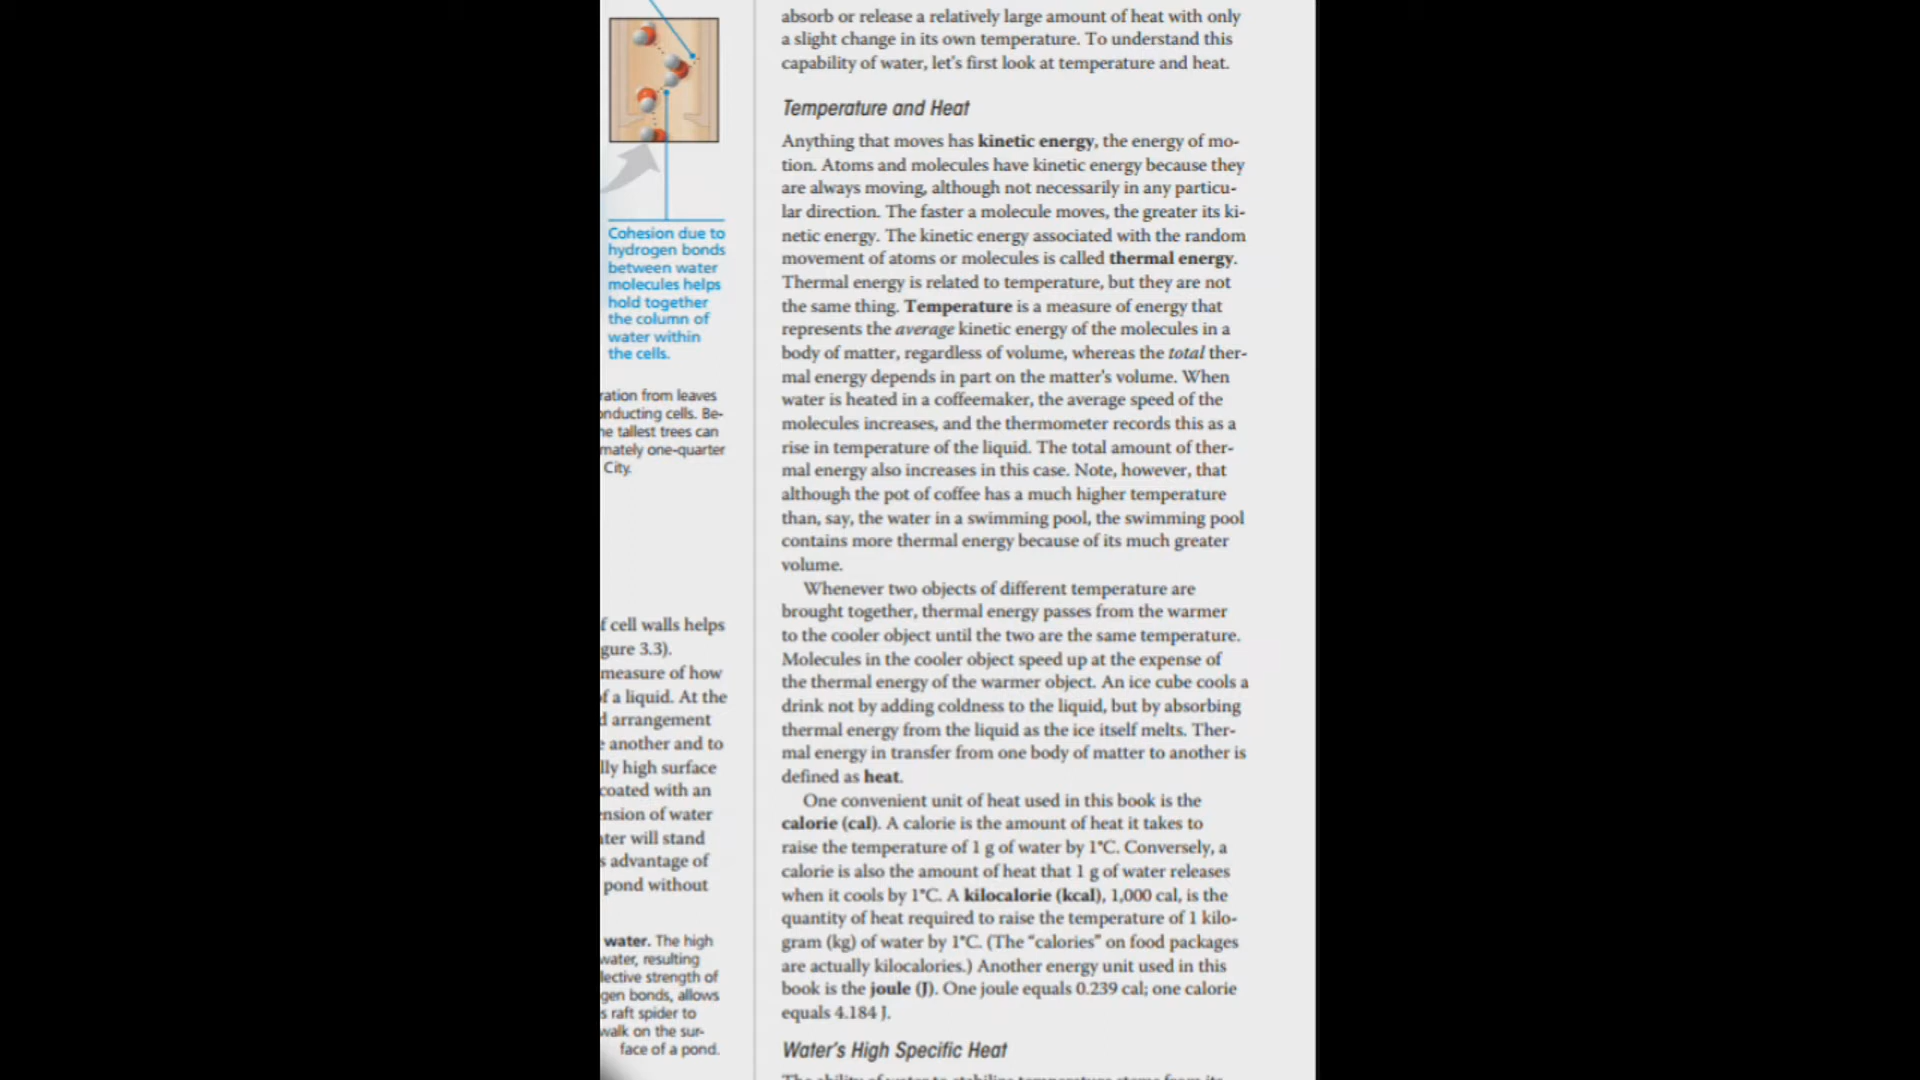 Cohesion due to
hydrogen bonds
between water
molecules helps
hold together
the column of
water within
the cells.
ration from leaves
nducting cells. Be-
e tallest trees can
mately one-quarter
City.
f cell walls helps
gure 3.3).
measure of how
f a liquid. At the
d arrangement
e another and to
lly high surface
coated with an
ension of water
ater will stand
s advantage of
pond without
water. The high
water, resulting
lective strength of
gen bonds, allows
s raft spider to
walk on the sur-
face of a pond.
absorb or release a relatively large amount of heat with only
a slight change in its own temperature. To understand this
capability of water, let's first look at temperature and heat.
Temperature and Heat
Anything that moves has kinetic energy, the energy of mo-
tion. Atoms and molecules have kinetic energy because they
are always moving, although not necessarily in any particu-
lar direction. The faster a molecule moves, the greater its ki-
netic energy. The kinetic energy associated with the random
movement of atoms or molecules is called thermal energy.
Thermal energy is related to temperature, but they are not
the same thing. Temperature is a measure of energy that
represents the average kinetic energy of the molecules in a
body of matter, regardless of volume, whereas the total ther-
mal energy depends in part on the matter's volume. When
water is heated in a coffeemaker, the average speed of the
molecules increases, and the thermometer records this as a
rise in temperature of the liquid. The total amount of ther-
mal energy also increases in this case. Note, however, that
although the pot of coffee has a much higher temperature
than, say, the water in a swimming pool, the swimming pool
contains more thermal energy because of its much greater
volume.
Whenever two objects of different temperature are
brought together, thermal energy passes from the warmer
to the cooler object until the two are the same temperature.
Molecules in the cooler object speed up at the expense of
the thermal energy of the warmer object. An ice cube cools a
drink not by adding coldness to the liquid, but by absorbing
thermal energy from the liquid as the ice itself melts. Ther-
mal energy in transfer from one body of matter to another is
defined as heat.
One convenient unit of heat used in this book is the
calorie (cal). A calorie is the amount of heat it takes to
raise the temperature of 1 g of water by 1°C. Conversely, a
calorie is also the amount of heat that 1 g of water releases
when it cools by 1°C. A kilocalorie (kcal), 1,000 cal, is the
quantity of heat required to raise the temperature of 1 kilo-
gram (kg) of water by 1°C. (The "calories" on food packages
are actually kilocalories.) Another energy unit used in this
book is the joule (J). One joule equals 0.239 cal; one calorie
equals 4.184 J.
Water's High Specific Heat